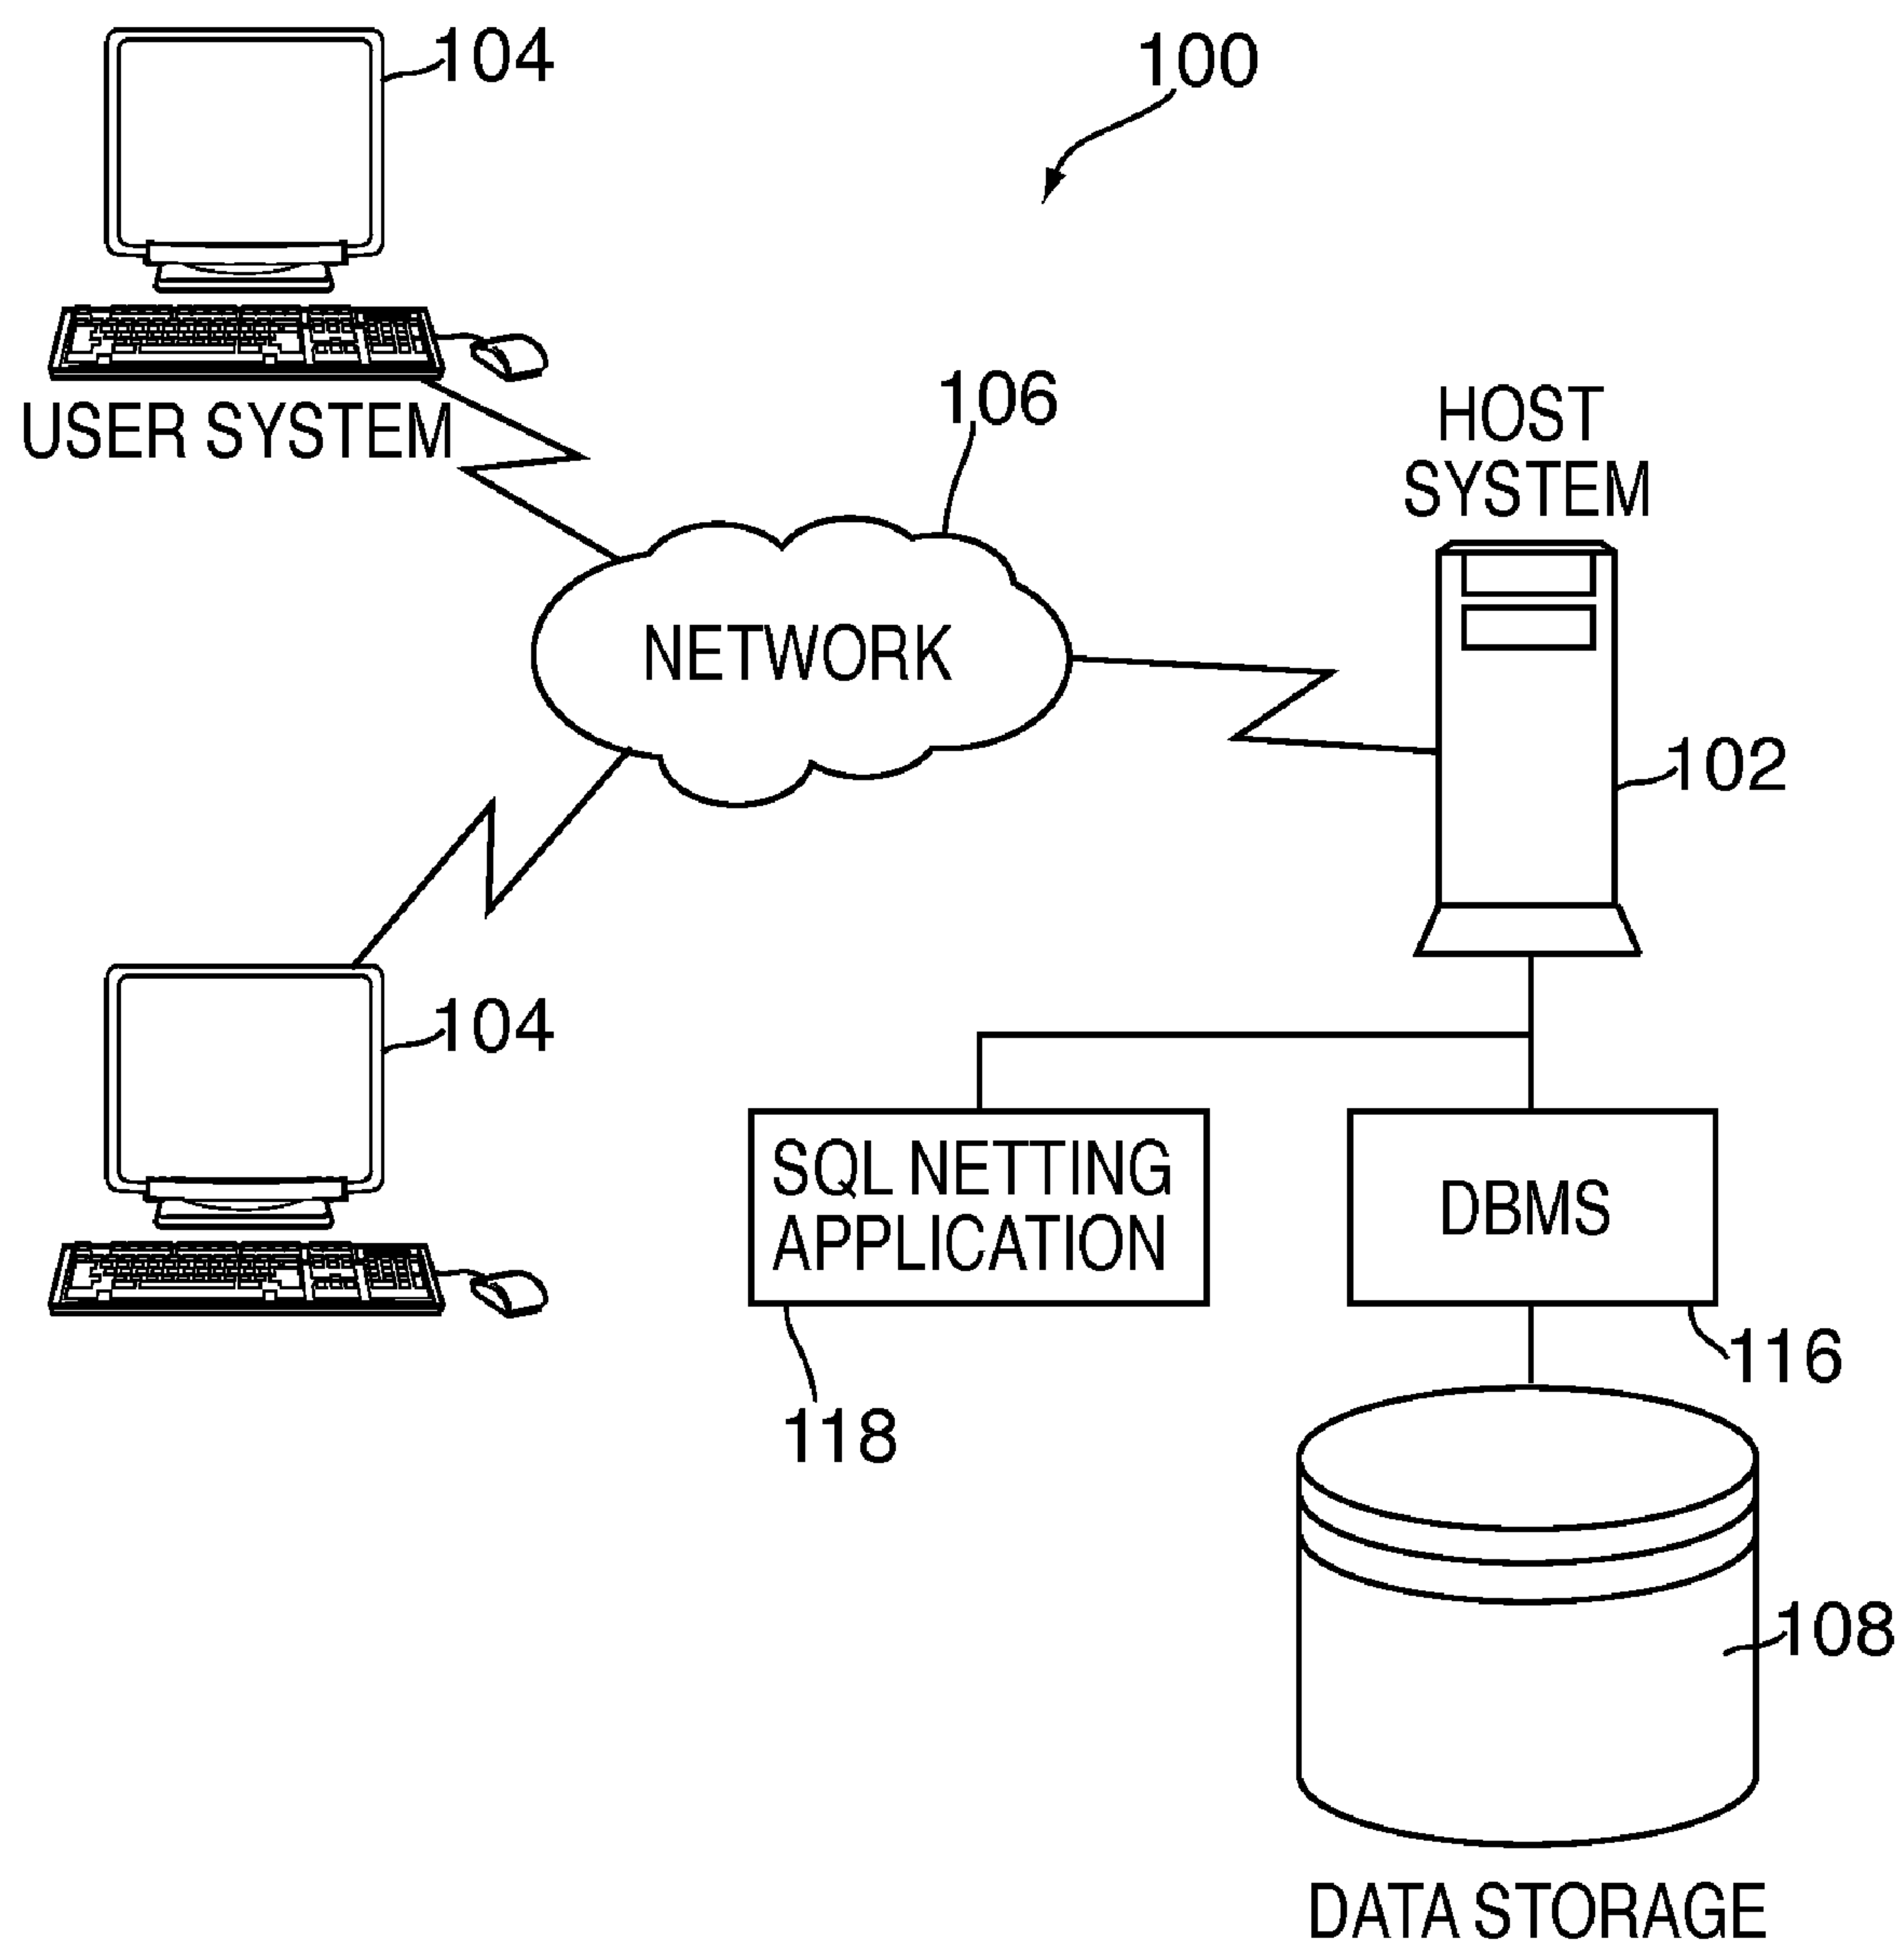 104
100
USER SYSTEM
106
HOST
SYSTEM
NETWORK
102
104
SQL NETTING
APPLICATION
DBMS
116
118
108
DATA STORAGE